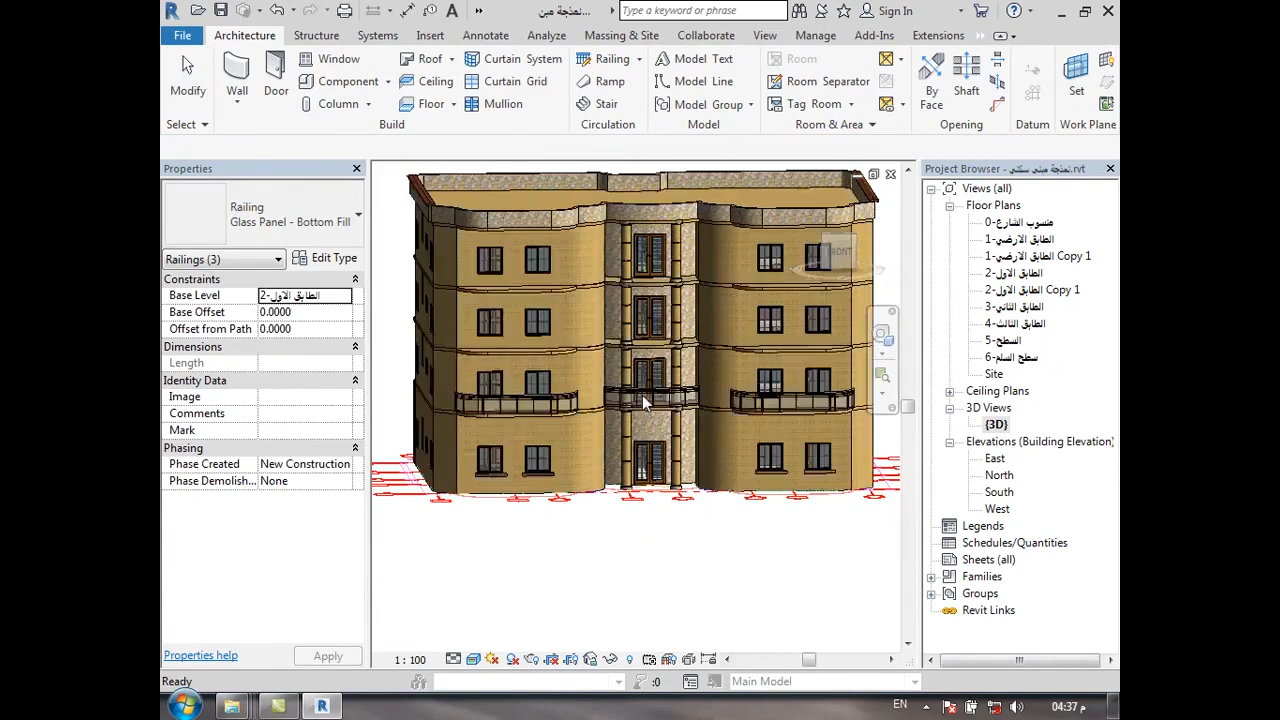 نمذجة مبن...
Type a keyword or phrase
Sign In
File
Architecture
Structure
Systems
Insert
Annotate
Analyze
Massing & Site
Collaborate
View
Manage
Add-Ins
Extensions
Modify
Wall
Door
Window
Component
Column
Roof
Ceiling
Floor
Curtain System
Curtain Grid
Mullion
Railing
Ramp
Stair
Model Text
Model Line
Model Group
Room
Room Separator
Tag Room
By Face
Shaft
Set
Select
Build
Circulation
Model
Room & Area
Opening
Datum
Work Plane
Properties
Railing
Glass Panel - Bottom Fill
Railings (3)
Edit Type
Constraints
Base Level
2-الطابق الاول
Base Offset
0.0000
Offset from Path
0.0000
Dimensions
Length
Identity Data
Image
Comments
Mark
Phasing
Phase Created
New Construction
Phase Demolish...
None
Properties help
Apply
FRONT
Project Browser - نمذجة مبنى سكني.rvt
Views (all)
Floor Plans
0-منسوب الشارع
1-الطابق الارضي
1-الطابق الارضي Copy 1
2-الطابق الاول
2-الطابق الاول Copy 1
3-الطابق الثاني
4-الطابق الثالث
5-السطح
6-سطح السلم
Site
Ceiling Plans
3D Views
{3D}
Elevations (Building Elevation)
East
North
South
West
Legends
Schedules/Quantities
Sheets (all)
Families
Groups
Revit Links
1 : 100
Ready
:0
Main Model
EN
04:37 م